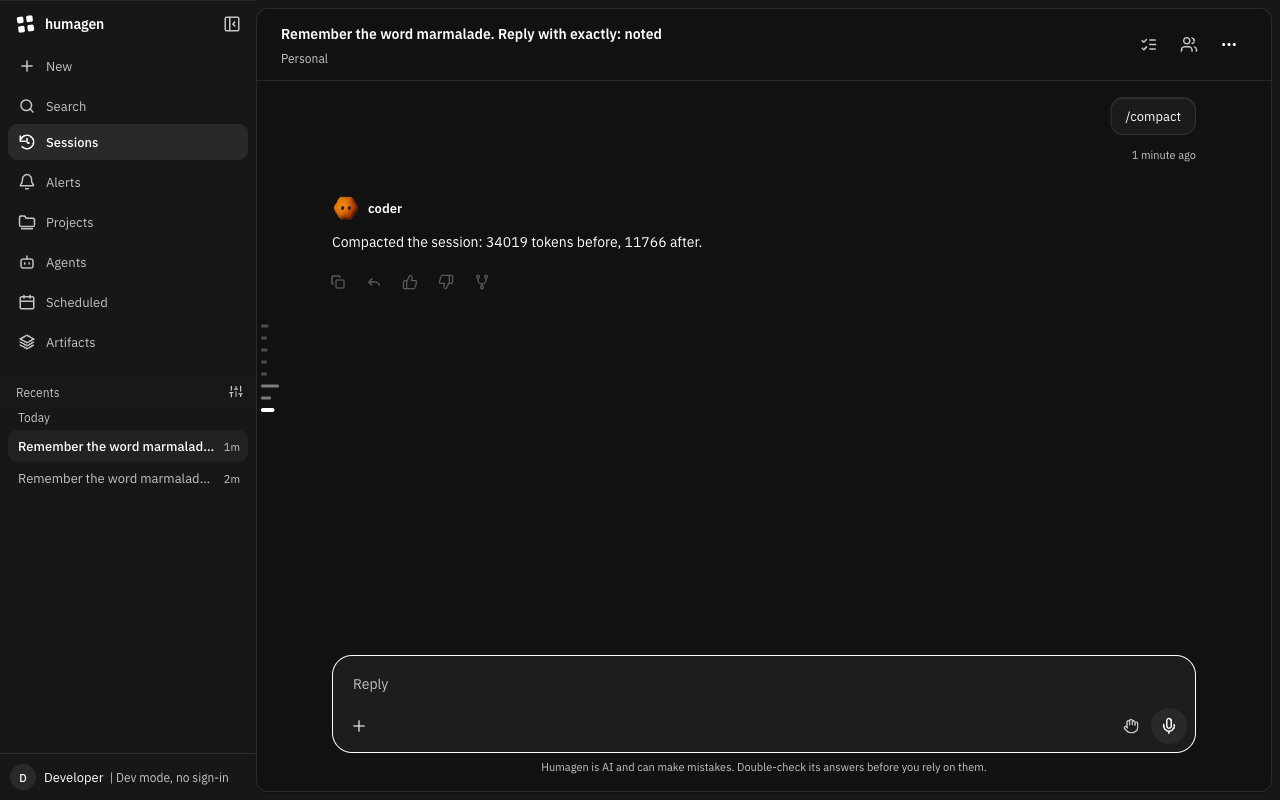 humagen
New
Search
Sessions
Alerts
Projects
Agents
Scheduled
Artifacts
Recents
Today
Remember the word marmalad... 1m
Remember the word marmalad... 2m
D Developer | Dev mode, no sign-in
Remember the word marmalade. Reply with exactly: noted
Personal
/compact
1 minute ago
coder
Compacted the session: 34019 tokens before, 11766 after.
Reply
Humagen is AI and can make mistakes. Double-check its answers before you rely on them.